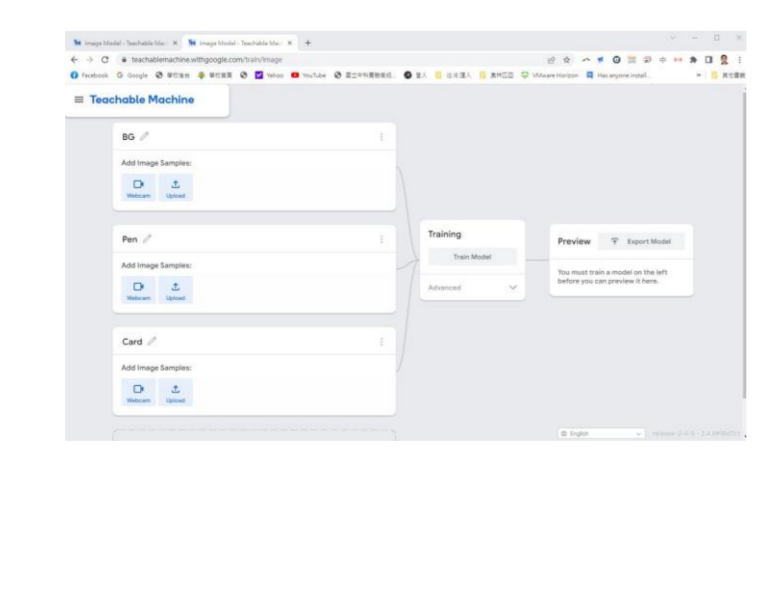 Image Model - Teachable Mac
Image Model - Teachable Mac
teachablemachine.withgoogle.com/train/image
Facebook
Google
Yahoo
YouTube
登入
VMware Horizon
Has anyone install...
Teachable Machine
BG
Add Image Samples:
Webcam Upload
Pen
Add Image Samples:
Webcam Upload
Card
Add Image Samples:
Webcam Upload
Training
Train Model
Advanced
Preview
Export Model
You must train a model on the left
before you can preview it here.
English